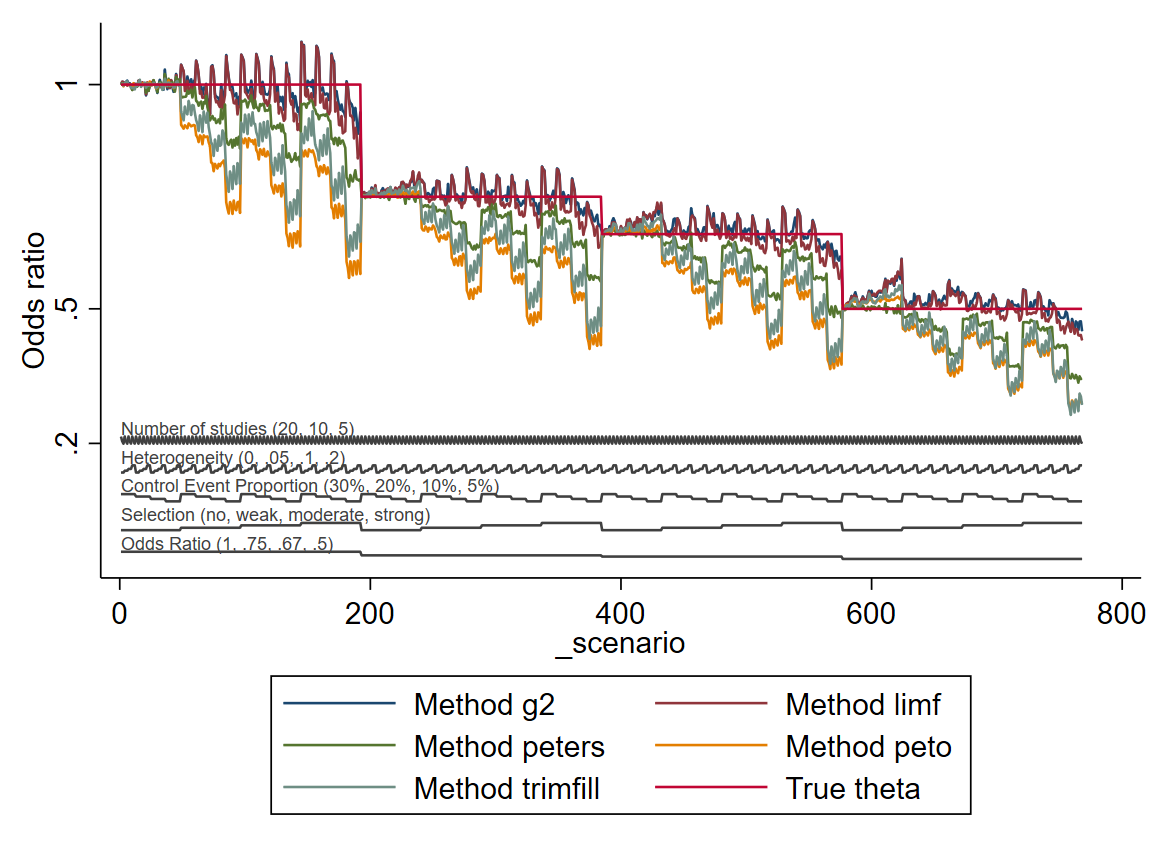 Odds ratio
1
.5
.2
Number of studies (20, 10, 5)
Heterogeneity (0, .05, .1, .2)
Control Event Proportion (30%, 20%, 10%, 5%)
Selection (no, weak, moderate, strong)
Odds Ratio (1, .75, .67, .5)
0 200 400 600 800
_scenario
Method g2 Method limf
Method peters Method peto
Method trimfill True theta